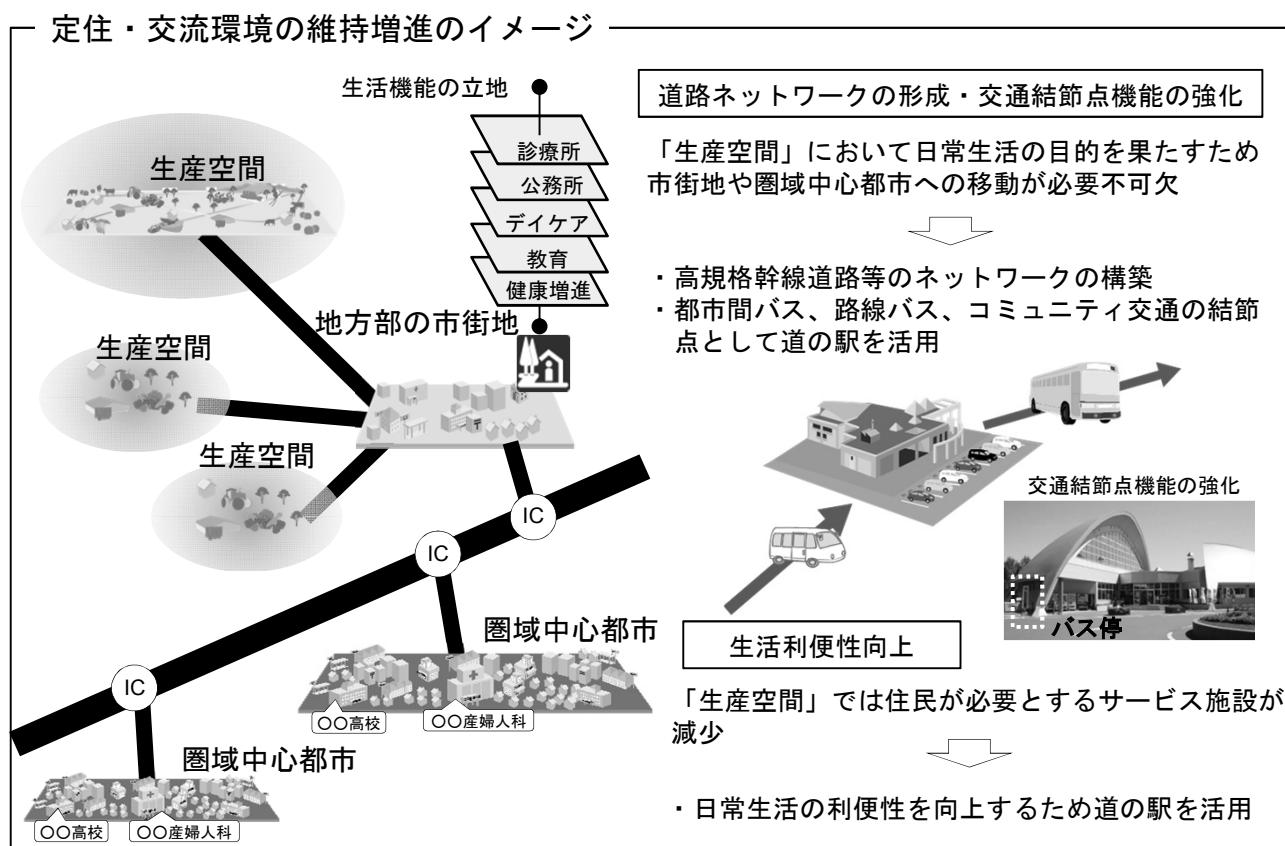 定住・交流環境の維持増進のイメージ
生活機能の立地
診療所
公務所
デイケア
教育
健康増進
地方部の市街地
生産空間
生産空間
生産空間
IC
IC
IC
圏域中心都市
〇〇高校
〇〇産婦人科
圏域中心都市
〇〇高校
〇〇産婦人科
道路ネットワークの形成・交通結節点機能の強化
「生産空間」において日常生活の目的を果たすため
市街地や圏域中心都市への移動が必要不可欠
・高規格幹線道路等のネットワークの構築
・都市間バス、路線バス、コミュニティ交通の結節
点として道の駅を活用
交通結節点機能の強化
バス停
生活利便性向上
「生産空間」では住民が必要とするサービス施設が
減少
・日常生活の利便性を向上するため道の駅を活用